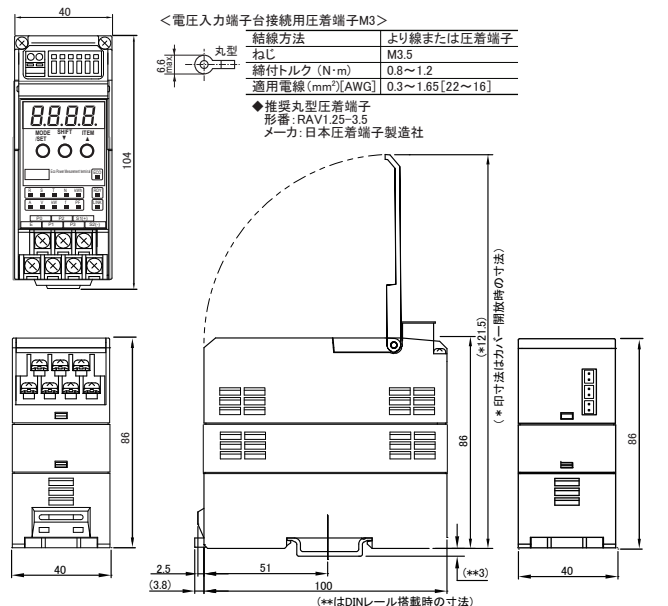 40
104
8.8.8.8.
MODE
/SET
SHIFT
▼
ITEM
▲
P0 P2 S1(+)
E P1 P3 S2(-)
＜電圧入力端子台接続用圧着端子M3＞
6.6
max
丸型
結線方法 より線または圧着端子
ねじ M3.5
締付トルク（N・m） 0.8～1.2
適用電線(mm²)[AWG] 0.3～1.65[22～16]
◆推奨丸型圧着端子
形番：RAV1.25-3.5
メーカ：日本圧着端子製造社
86
40
(*121.5)
(＊印寸法はカバー開放時の寸法)
86
2.5
51
(3.8)
100
(**3)
(**はDINレール搭載時の寸法)
86
40